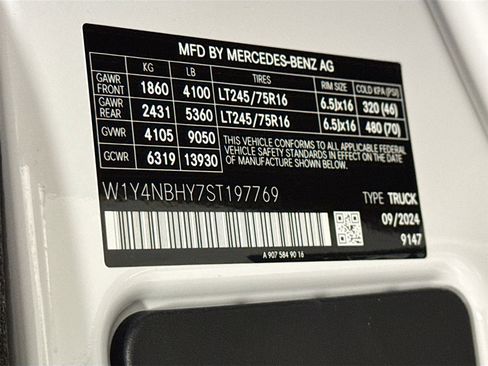 MFD BY MERCEDES-BENZ AG
KG LB TIRES RIM SIZE COLD KPA (PSI)
GAWR FRONT 1860 4100 LT245/75R16 6.5Jx16 320 (46)
GAWR REAR 2431 5360 LT245/75R16 6.5Jx16 480 (70)
GVWR 4105 9050
GCWR 6319 13930
THIS VEHICLE CONFORMS TO ALL APPLICABLE FEDERAL
VEHICLE SAFETY STANDARDS IN EFFECT ON THE DATE
OF MANUFACTURE SHOWN HERE.
W1Y4NBHY7ST197769
TYPE TRUCK
09/2024
9147
A 907 584 90 16